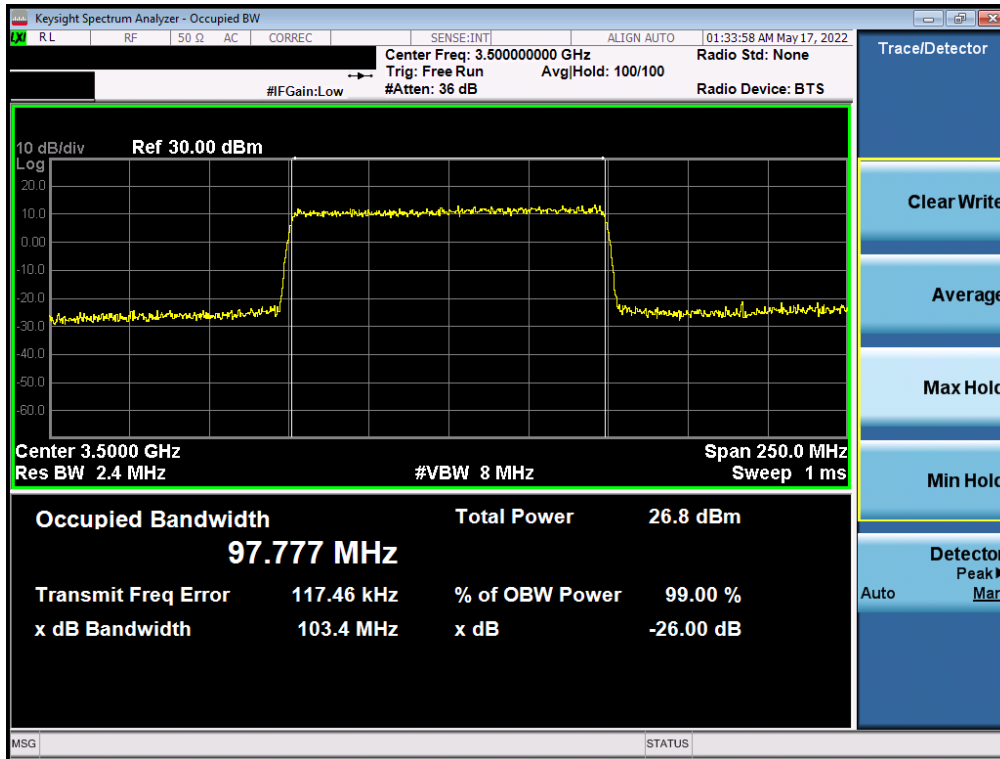 Keysight Spectrum Analyzer - Occupied BW
LXI RL RF 50 Ω AC CORREC SENSE:INT ALIGN AUTO 01:33:58 AM May 17, 2022
Center Freq: 3.500000000 GHz Radio Std: None
Trig: Free Run Avg|Hold: 100/100
#IFGain:Low #Atten: 36 dB Radio Device: BTS
Trace/Detector
10 dB/div Ref 30.00 dBm
Log
20.0
10.0
0.00
-10.0
-20.0
-30.0
-40.0
-50.0
-60.0
Center 3.5000 GHz Span 250.0 MHz
Res BW 2.4 MHz #VBW 8 MHz Sweep 1 ms
Occupied Bandwidth Total Power 26.8 dBm
97.777 MHz
Transmit Freq Error 117.46 kHz % of OBW Power 99.00 %
x dB Bandwidth 103.4 MHz x dB -26.00 dB
Clear Write
Average
Max Hold
Min Hold
Detector
Peak
Auto Man
MSG STATUS